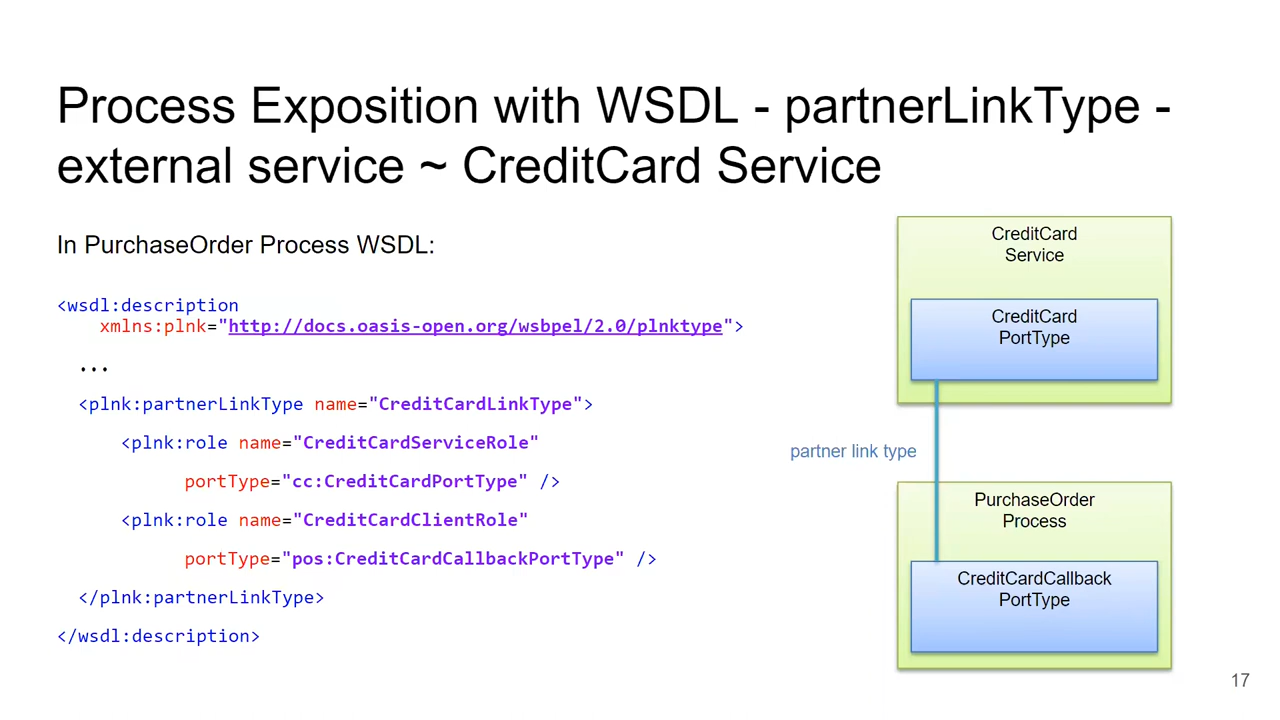 Process Exposition with WSDL - partnerLinkType -
external service ~ CreditCard Service
In PurchaseOrder Process WSDL:
<wsdl:description
xmlns:plnk="http://docs.oasis-open.org/wsbpel/2.0/plnktype">
...
<plnk:partnerLinkType name="CreditCardLinkType">
<plnk:role name="CreditCardServiceRole"
portType="cc:CreditCardPortType" />
<plnk:role name="CreditCardClientRole"
portType="pos:CreditCardCallbackPortType" />
</plnk:partnerLinkType>
</wsdl:description>
CreditCard
Service
CreditCard
PortType
partner link type
PurchaseOrder
Process
CreditCardCallback
PortType
17